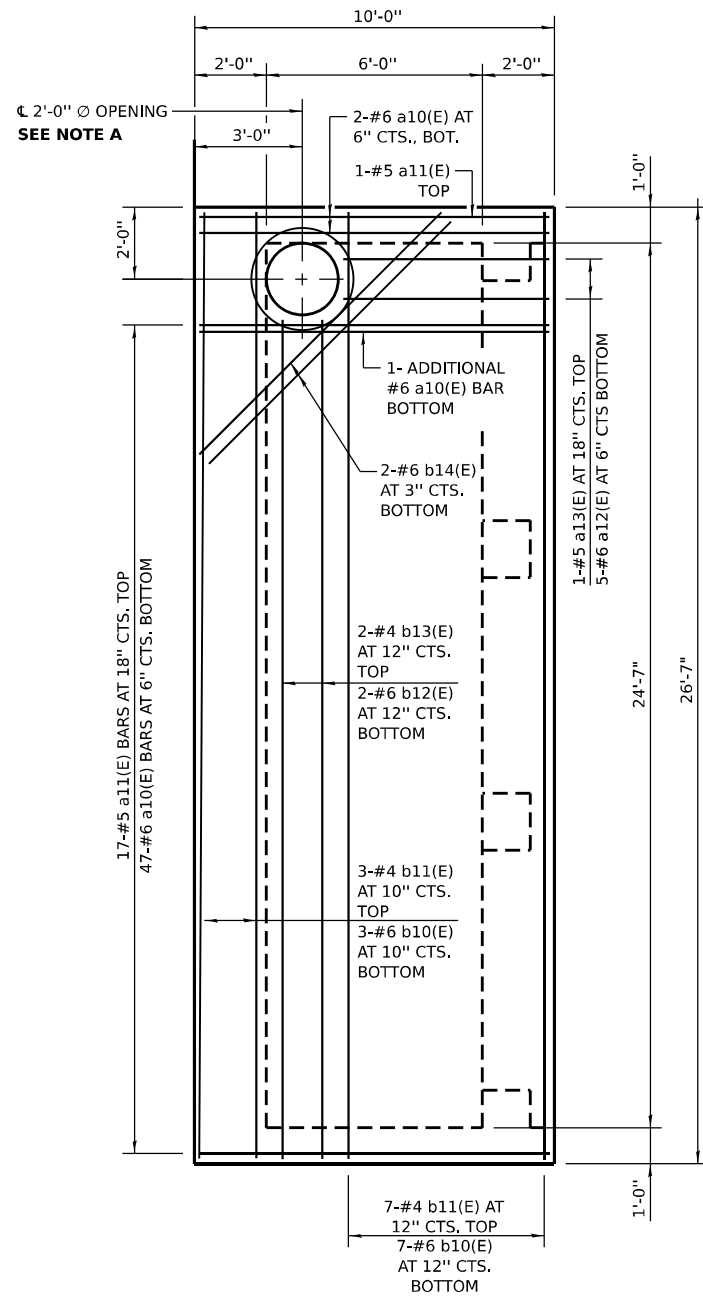 10'-0"
2'-0"
6'-0"
2'-0"
℄ 2'-0" Ø OPENING
SEE NOTE A
3'-0"
2-#6 a10(E) AT
6" CTS., BOT.
1-#5 a11(E)
TOP
1'-0"
2'-0"
1- ADDITIONAL
#6 a10(E) BAR
BOTTOM
2-#6 b14(E)
AT 3" CTS.
BOTTOM
1-#5 a13(E) AT 18" CTS. TOP
5-#6 a12(E) AT 6" CTS BOTTOM
17-#5 a11(E) BARS AT 18" CTS. TOP
47-#6 a10(E) BARS AT 6" CTS. BOTTOM
2-#4 b13(E)
AT 12" CTS.
TOP
2-#6 b12(E)
AT 12" CTS.
BOTTOM
24'-7"
26'-7"
3-#4 b11(E)
AT 10" CTS.
TOP
3-#6 b10(E)
AT 10" CTS.
BOTTOM
1'-0"
7-#4 b11(E) AT
12" CTS. TOP
7-#6 b10(E)
AT 12" CTS.
BOTTOM